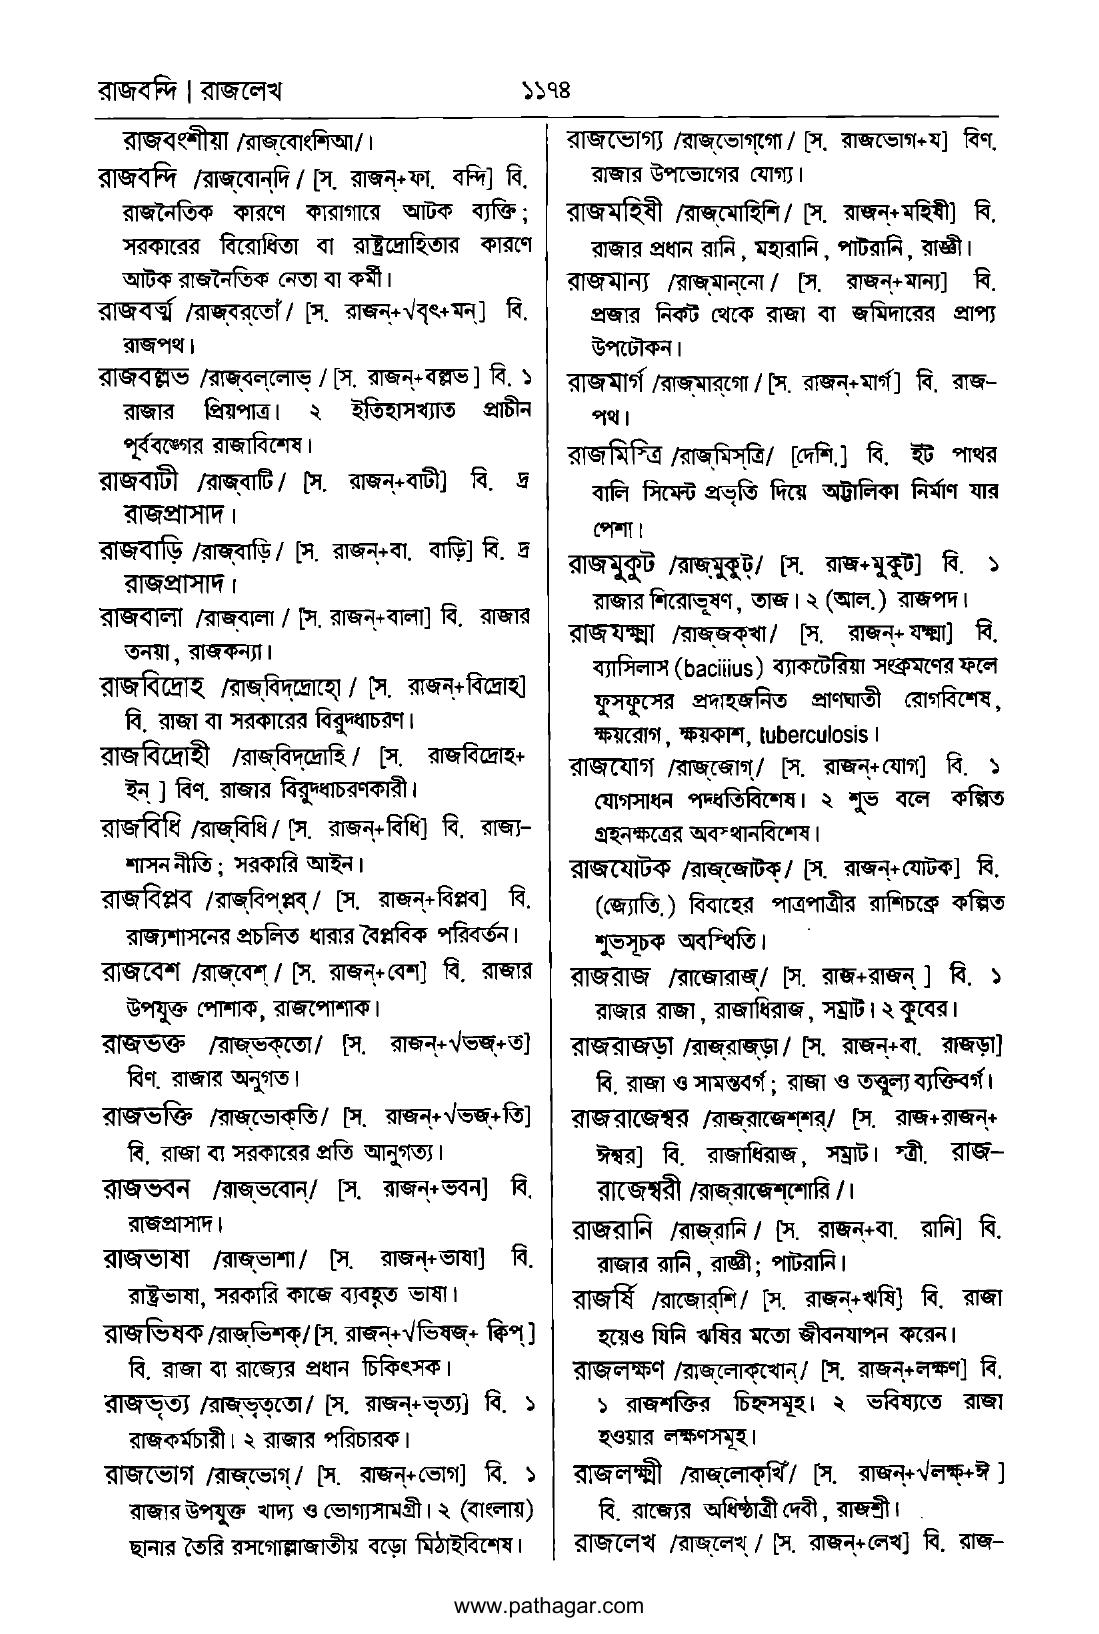 রাজবন্দি | রাজলেখ
১১৭৪
রাজবংশীয়া /রাজ্‌বোংশিআ/।
রাজবন্দি /রাজ্‌বোন্‌দি/ [স. রাজন্‌+ফা. বন্দি] বি.
রাজনৈতিক কারণে কারাগারে আটক ব্যক্তি;
সরকারের বিরোধিতা বা রাষ্ট্রদ্রোহিতার কারণে
আটক রাজনৈতিক নেতা বা কর্মী।
রাজবর্ত্ম /রাজ্‌বর্‌তোঁ/ [স. রাজন্‌+√বৃৎ+মন্‌] বি.
রাজপথ।
রাজবল্লভ /রাজ্‌বল্‌লোভ্‌/ [স. রাজন্‌+বল্লভ] বি. ১
রাজার প্রিয়পাত্র। ২ ইতিহাসখ্যাত প্রাচীন
পূর্ববঙ্গের রাজাবিশেষ।
রাজবাটী /রাজ্‌বাটি/ [স. রাজন্‌+বাটী] বি. দ্র
রাজপ্রাসাদ।
রাজবাড়ি /রাজ্‌বাড়ি/ [স. রাজন্‌+বা. বাড়ি] বি. দ্র
রাজপ্রাসাদ।
রাজবালা /রাজ্‌বালা/ [স. রাজন্‌+বালা] বি. রাজার
তনয়া, রাজকন্যা।
রাজবিদ্রোহ /রাজ্‌বিদ্‌দ্রোহো/ [স. রাজন্‌+বিদ্রোহ]
বি. রাজা বা সরকারের বিরুদ্ধাচরণ।
রাজবিদ্রোহী /রাজ্‌বিদ্‌দ্রোহি/ [স. রাজবিদ্রোহ+
ইন্‌ ] বিণ. রাজার বিরুদ্ধাচরণকারী।
রাজবিধি /রাজ্‌বিধি/ [স. রাজন্‌+বিধি] বি. রাজ্য-
শাসন নীতি; সরকারি আইন।
রাজবিপ্লব /রাজ্‌বিপ্‌প্লব্‌/ [স. রাজন্‌+বিপ্লব] বি.
রাজ্যশাসনের প্রচলিত ধারার বৈপ্লবিক পরিবর্তন।
রাজবেশ /রাজ্‌বেশ্‌/ [স. রাজন্‌+বেশ] বি. রাজার
উপযুক্ত পোশাক, রাজপোশাক।
রাজভক্ত /রাজ্‌ভক্‌তো/ [স. রাজন্‌+√ভজ্‌+ত]
বিণ. রাজার অনুগত।
রাজভক্তি /রাজ্‌ভোক্‌তি/ [স. রাজন্‌+√ভজ্‌+তি]
বি. রাজা বা সরকারের প্রতি আনুগত্য।
রাজভবন /রাজ্‌ভবোন্‌/ [স. রাজন্‌+ভবন] বি.
রাজপ্রাসাদ।
রাজভাষা /রাজ্‌ভাশা/ [স. রাজন্‌+ভাষা] বি.
রাষ্ট্রভাষা, সরকারি কাজে ব্যবহৃত ভাষা।
রাজভিষক /রাজ্‌ভিশক্‌/ [স. রাজন্‌+√ভিষজ্‌+ ক্বিপ্‌]
বি. রাজা বা রাজ্যের প্রধান চিকিৎসক।
রাজভৃত্য /রাজ্‌ভৃত্‌তো/ [স. রাজন্‌+ভৃত্য] বি. ১
রাজকর্মচারী। ২ রাজার পরিচারক।
রাজভোগ /রাজ্‌ভোগ্‌/ [স. রাজন্‌+ভোগ] বি. ১
রাজার উপযুক্ত খাদ্য ও ভোগ্যসামগ্রী। ২ (বাংলায়)
ছানার তৈরি রসগোল্লাজাতীয় বড়ো মিঠাইবিশেষ।
রাজভোগ্য /রাজ্‌ভোগ্‌গো/ [স. রাজভোগ+য] বিণ.
রাজার উপভোগের যোগ্য।
রাজমহিষী /রাজ্‌মোহিশি/ [স. রাজন্‌+মহিষী] বি.
রাজার প্রধান রানি, মহারানি, পাটরানি, রাজ্ঞী।
রাজমান্য /রাজ্‌মান্‌নো/ [স. রাজন্‌+মান্য] বি.
প্রজার নিকট থেকে রাজা বা জমিদারের প্রাপ্য
উপঢৌকন।
রাজমার্গ /রাজ্‌মার্‌গো/ [স. রাজন্‌+মার্গ] বি. রাজ-
পথ।
রাজমিস্ত্রি /রাজ্‌মিস্‌ত্রি/ [দেশি.] বি. ইট পাথর
বালি সিমেন্ট প্রভৃতি দিয়ে অট্টালিকা নির্মাণ যার
পেশা।
রাজমুকুট /রাজ্‌মুকুট্‌/ [স. রাজ+মুকুট] বি. ১
রাজার শিরোভূষণ, তাজ। ২ (আল.) রাজপদ।
রাজযক্ষ্মা /রাজ্‌জক্‌খা/ [স. রাজন্‌+যক্ষ্মা] বি.
ব্যাসিলাস (baciiius) ব্যাকটেরিয়া সংক্রমণের ফলে
ফুসফুসের প্রদাহজনিত প্রাণঘাতী রোগবিশেষ,
ক্ষয়রোগ, ক্ষয়কাশ, tuberculosis।
রাজযোগ /রাজ্‌জোগ্‌/ [স. রাজন্‌+যোগ] বি. ১
যোগসাধন পদ্ধতিবিশেষ। ২ শুভ বলে কল্পিত
গ্রহনক্ষত্রের অবস্থানবিশেষ।
রাজযোটক /রাজ্‌জোটক্‌/ [স. রাজন্‌+যোটক] বি.
(জ্যোতি.) বিবাহের পাত্রপাত্রীর রাশিচক্রে কল্পিত
শুভসূচক অবস্থিতি।
রাজরাজ /রাজোরাজ্‌/ [স. রাজ+রাজন্‌ ] বি. ১
রাজার রাজা, রাজাধিরাজ, সম্রাট। ২ কুবের।
রাজরাজড়া /রাজ্‌রাজ্‌ড়া/ [স. রাজন্‌+বা. রাজড়া]
বি. রাজা ও সামন্তবর্গ; রাজা ও তত্তুল্য ব্যক্তিবর্গ।
রাজরাজেশ্বর /রাজ্‌রাজেশ্‌শর্‌/ [স. রাজ+রাজন্‌+
ঈশ্বর] বি. রাজাধিরাজ, সম্রাট। স্ত্রী. রাজ-
রাজেশ্বরী /রাজ্‌রাজেশ্‌শোরি/।
রাজরানি /রাজ্‌রানি/ [স. রাজন্‌+বা. রানি] বি.
রাজার রানি, রাজ্ঞী; পাটরানি।
রাজর্ষি /রাজোর্‌শি/ [স. রাজন্‌+ঋষি] বি. রাজা
হয়েও যিনি ঋষির মতো জীবনযাপন করেন।
রাজলক্ষণ /রাজ্‌লোক্‌খোন্‌/ [স. রাজন্‌+লক্ষণ] বি.
১ রাজশক্তির চিহ্নসমূহ। ২ ভবিষ্যতে রাজা
হওয়ার লক্ষণসমূহ।
রাজলক্ষ্মী /রাজ্‌লোক্‌খিঁ/ [স. রাজন্‌+√লক্ষ্‌+ঈ ]
বি. রাজ্যের অধিষ্ঠাত্রী দেবী, রাজশ্রী।
রাজলেখ /রাজ্‌লেখ্‌/ [স. রাজন্‌+লেখ] বি. রাজ-
www.pathagar.com